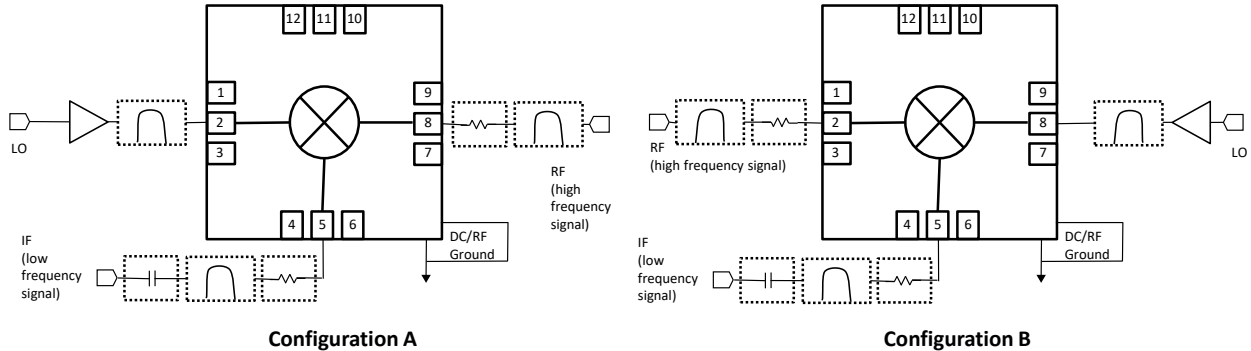 12 11 10
1
2
3
9
8
7
4 5 6
LO
RF
(high
frequency
signal)
IF
(low
frequency
signal)
DC/RF
Ground
Configuration A
12 11 10
1
2
3
9
8
7
4 5 6
RF
(high frequency signal)
LO
IF
(low
frequency
signal)
DC/RF
Ground
Configuration B